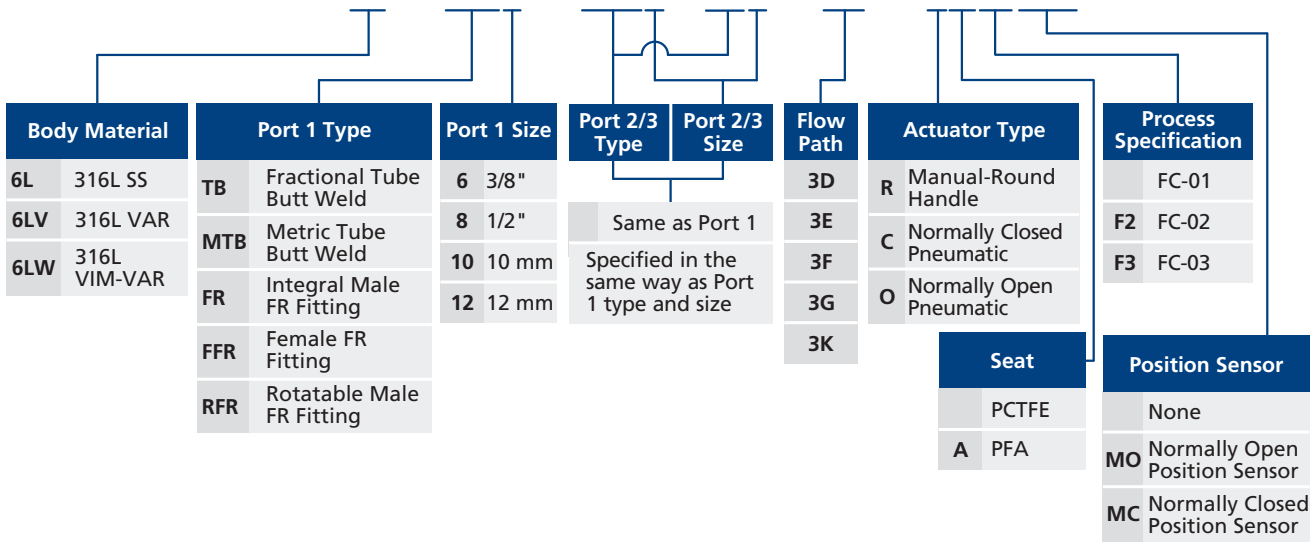 Body Material
6L 316L SS
6LV 316L VAR
6LW 316L
VIM-VAR
Port 1 Type
TB Fractional Tube
Butt Weld
MTB Metric Tube
Butt Weld
FR Integral Male
FR Fitting
FFR Female FR
Fitting
RFR Rotatable Male
FR Fitting
Port 1 Size
6 3/8"
8 1/2"
10 10 mm
12 12 mm
Port 2/3
Type
Port 2/3
Size
Same as Port 1
Specified in the
same way as Port
1 type and size
Flow
Path
3D
3E
3F
3G
3K
Actuator Type
R Manual-Round
Handle
C Normally Closed
Pneumatic
O Normally Open
Pneumatic
Seat
PCTFE
A PFA
Process
Specification
FC-01
F2 FC-02
F3 FC-03
Position Sensor
None
MO Normally Open
Position Sensor
MC Normally Closed
Position Sensor